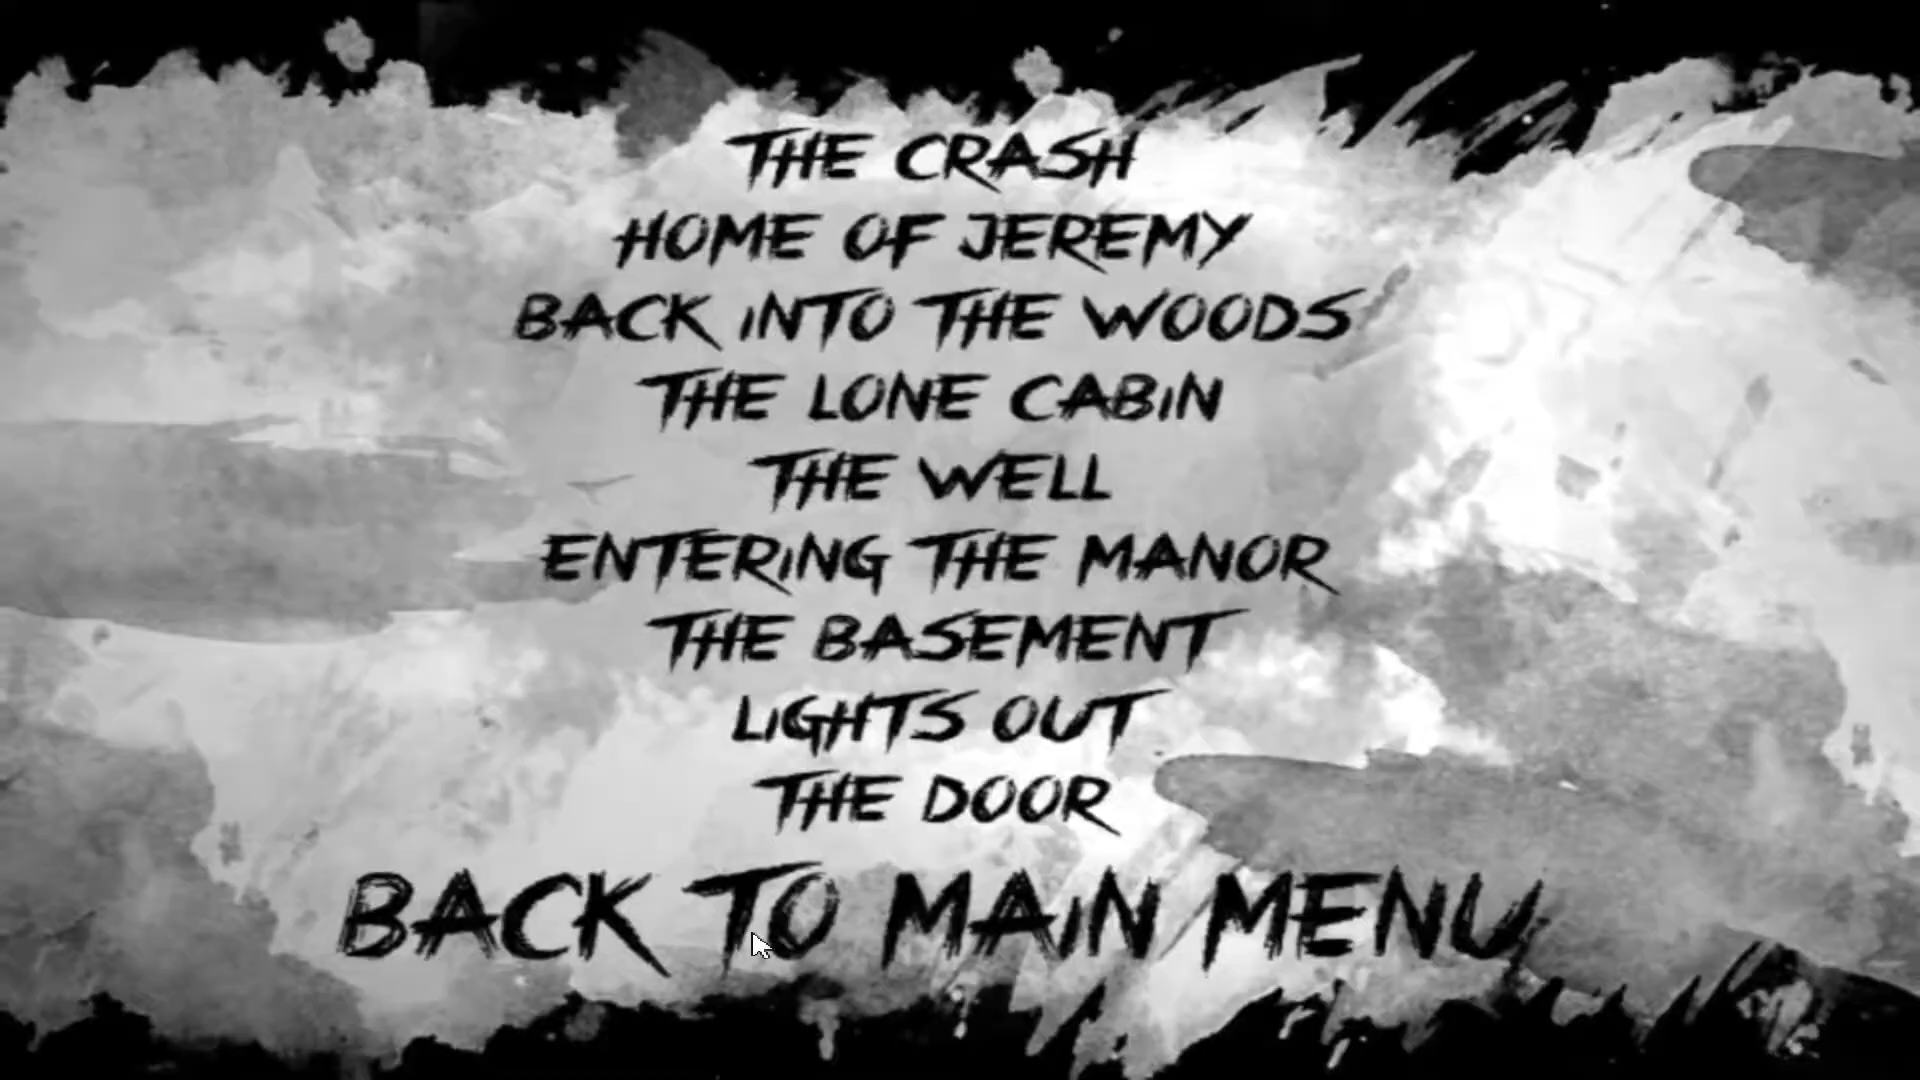 THE CRASH
HOME OF JEREMY
BACK INTO THE WOODS
THE LONE CABIN
THE WELL
ENTERING THE MANOR
THE BASEMENT
LIGHTS OUT
THE DOOR
BACK TO MAIN MENU